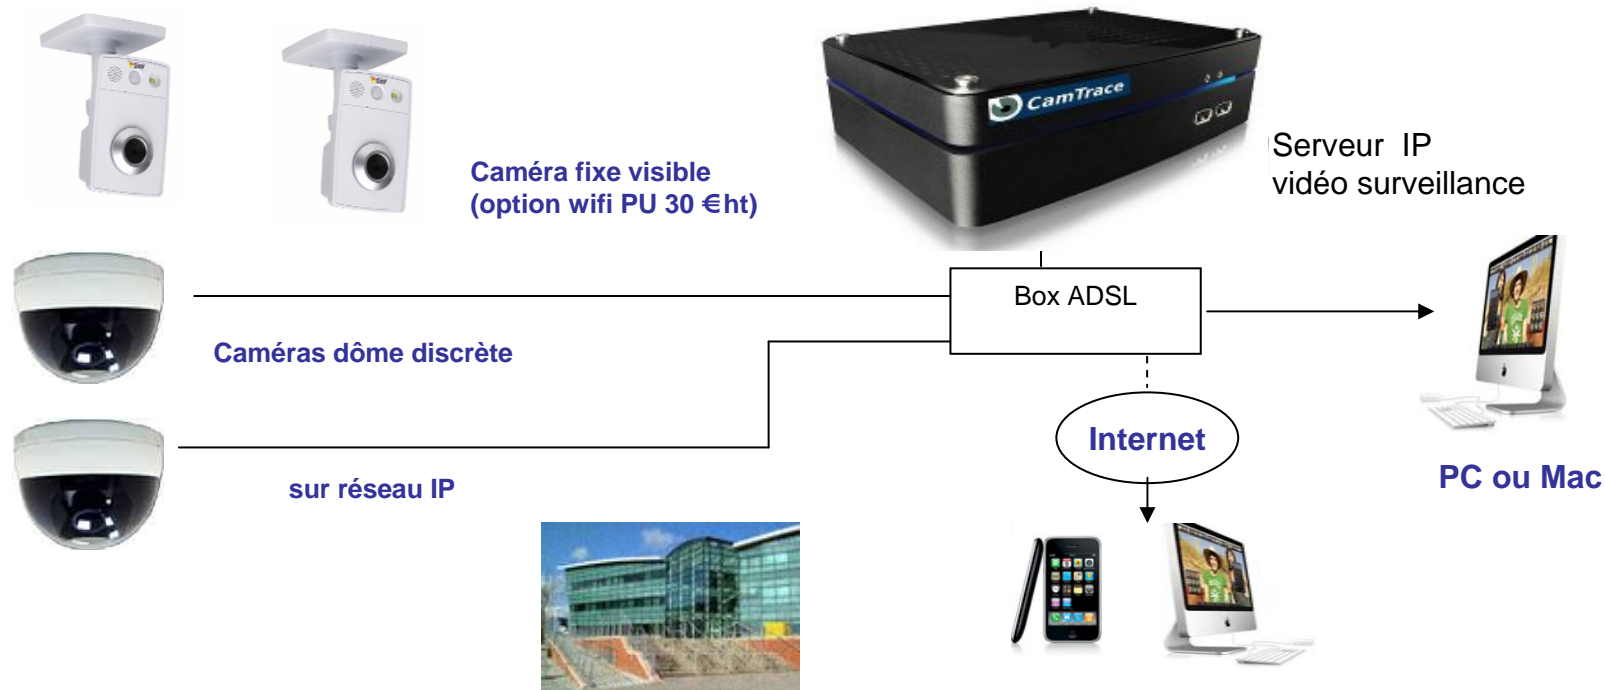 CamTrace
Caméra fixe visible
(option wifi PU 30 €ht)
Serveur IP
vidéo surveillance
Box ADSL
Caméras dôme discrète
Internet
sur réseau IP
PC ou Mac